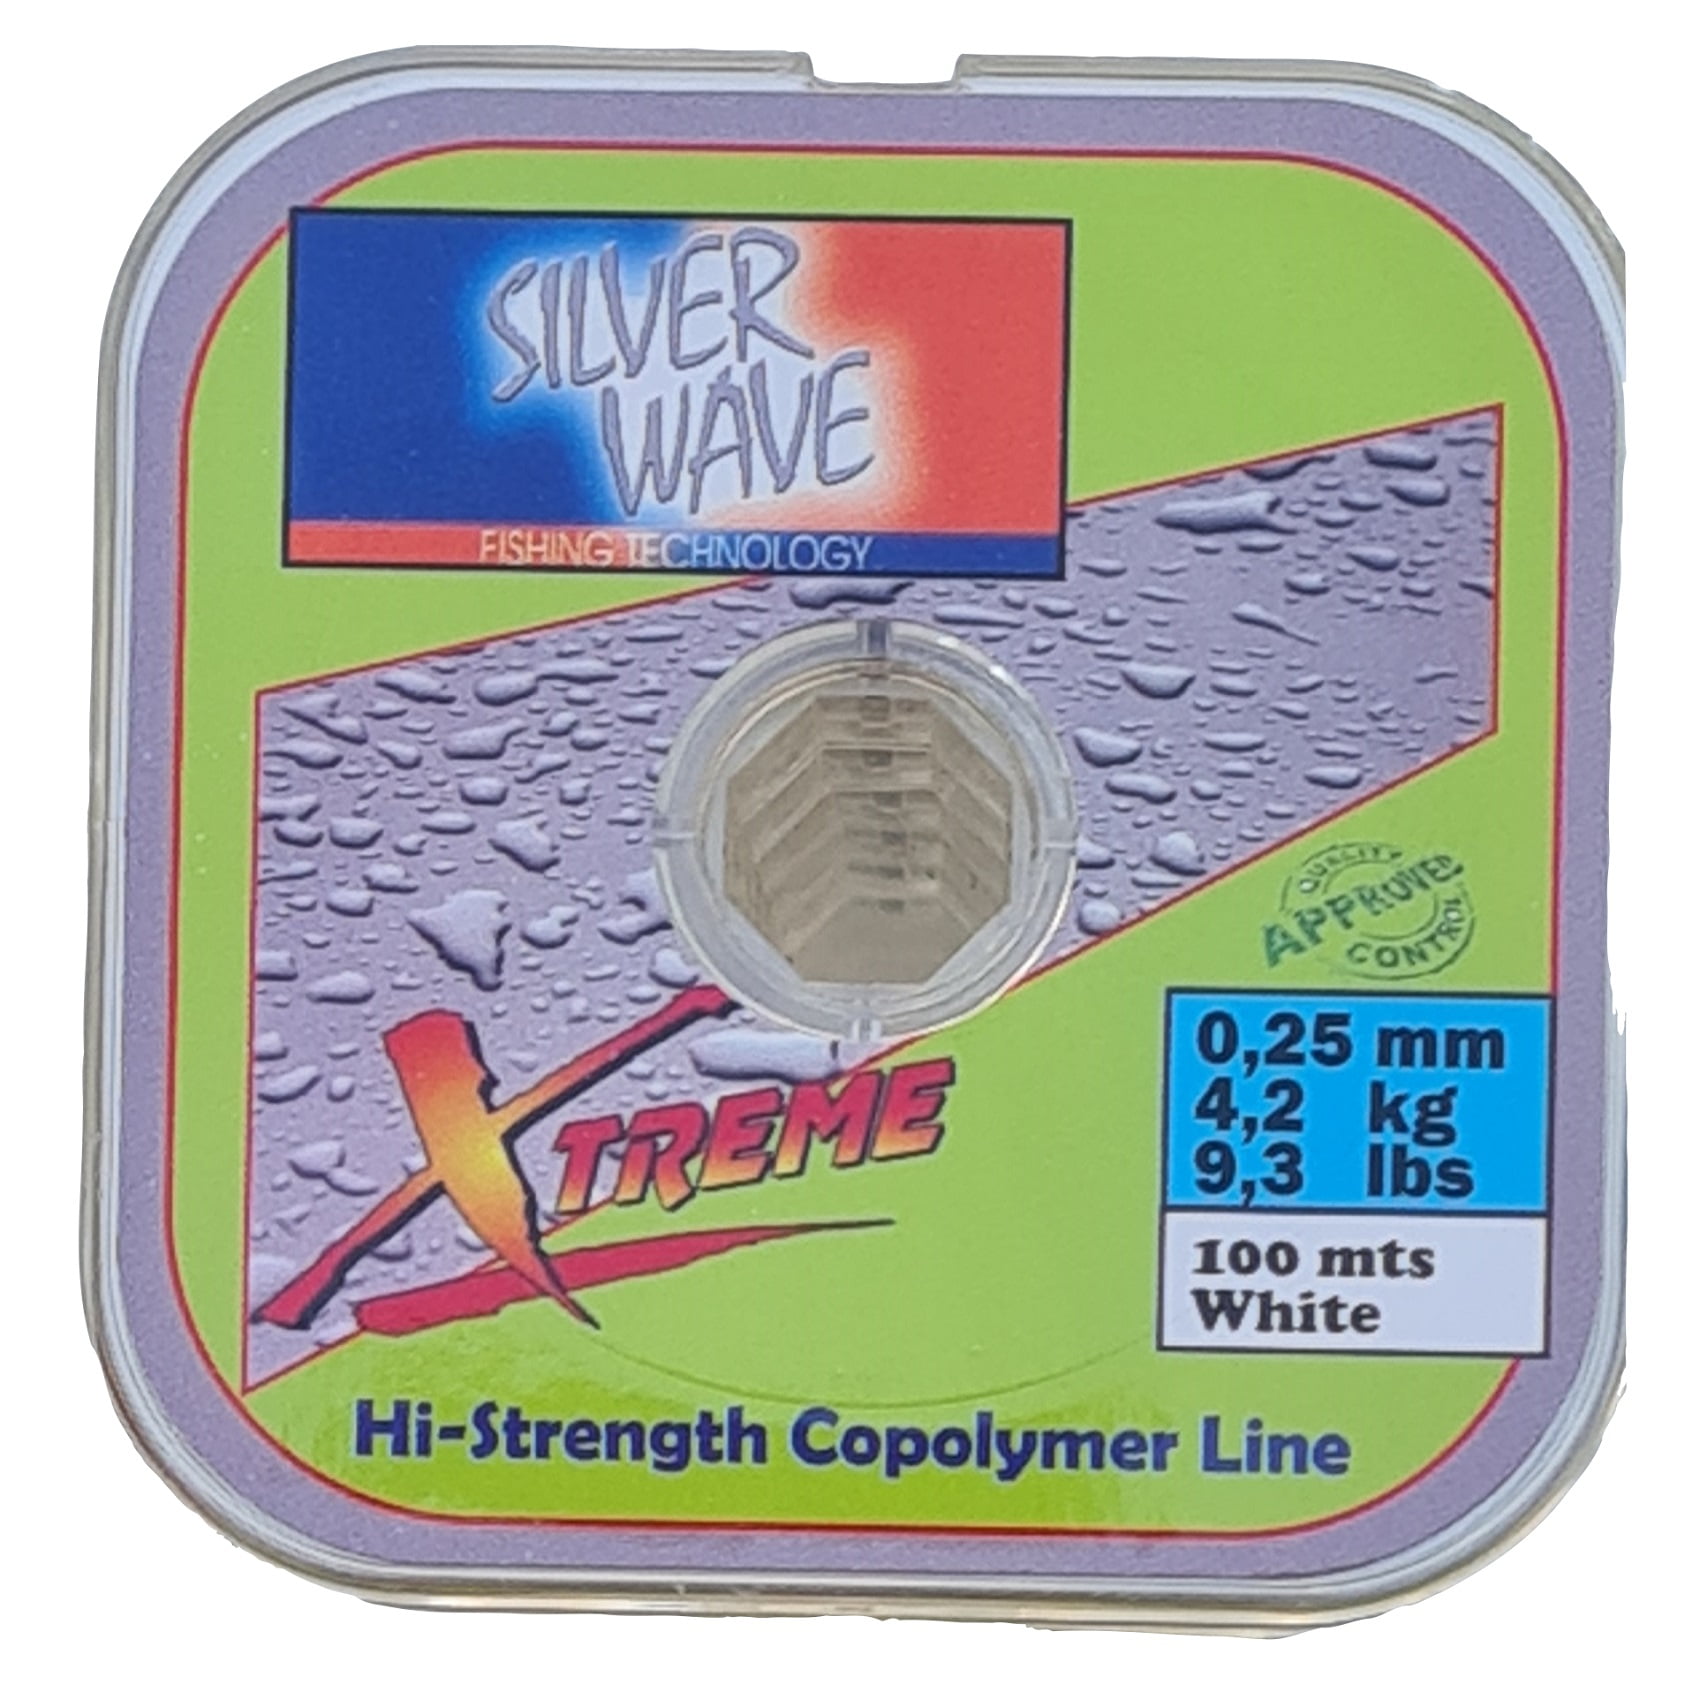 SILVER
WAVE
FISHING TECHNOLOGY
QUALITY
APPROVED
CONTROL
0,25 mm
4,2 kg
9,3 lbs
100 mts
White
XTREME
Hi-Strength Copolymer Line